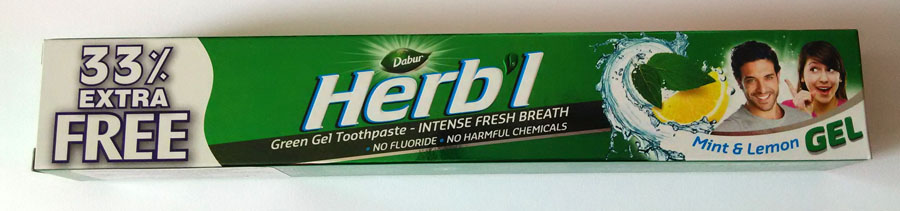 33% EXTRA FREE
Dabur
Herb'l
Green Gel Toothpaste - INTENSE FRESH BREATH
• NO FLUORIDE • NO HARMFUL CHEMICALS
Mint & Lemon GEL